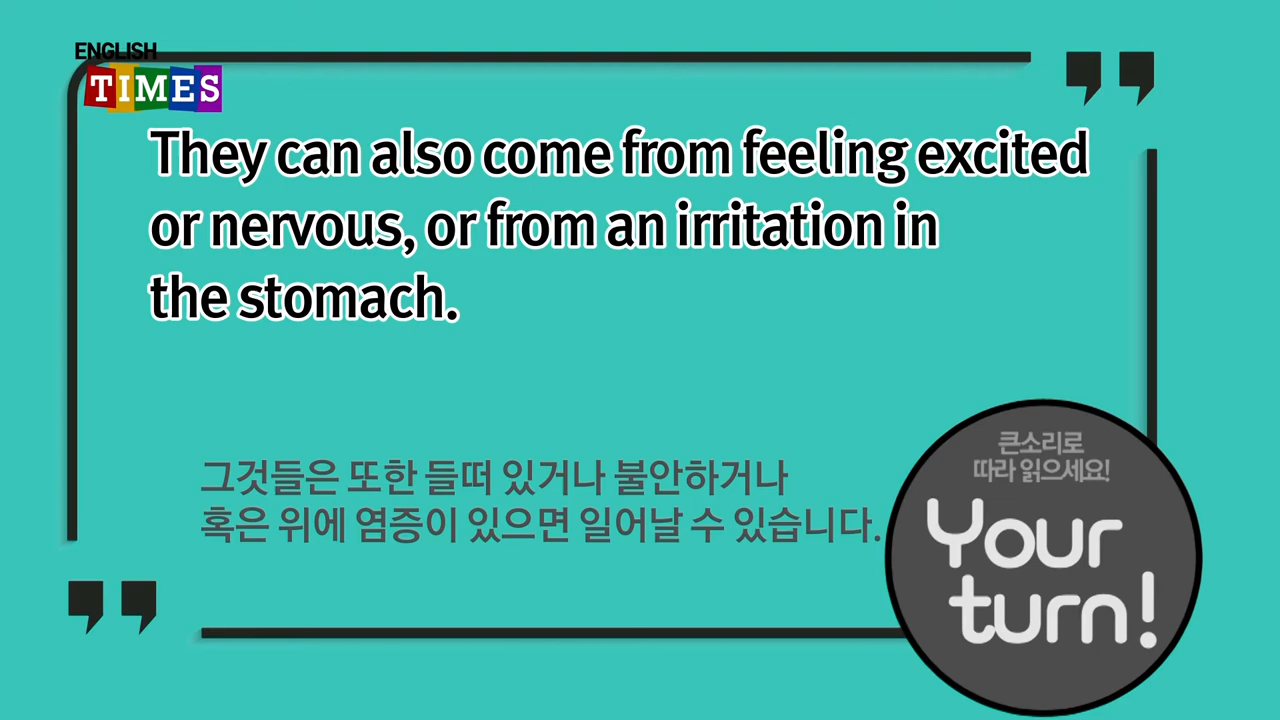 ENGLISH
TIMES
They can also come from feeling excited
or nervous, or from an irritation in
the stomach.
그것들은 또한 들떠 있거나 불안하거나
혹은 위에 염증이 있으면 일어날 수 있습니다.
큰소리로
따라 읽으세요!
Your
turn!